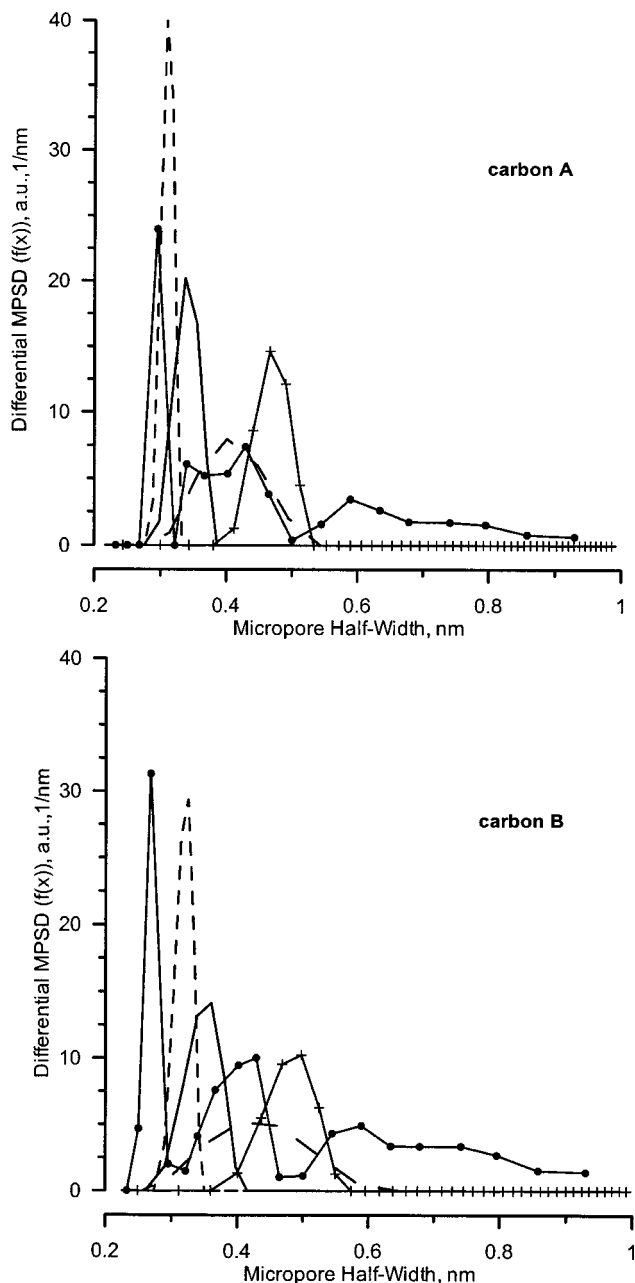 40
30
20
10
0
Differential MPSD (f(x)), a.u.,1/nm
carbon A
0.2 0.4 0.6 0.8 1
Micropore Half-Width, nm
40
30
20
10
0
Differential MPSD (f(x)), a.u.,1/nm
carbon B
0.2 0.4 0.6 0.8 1
Micropore Half-Width, nm